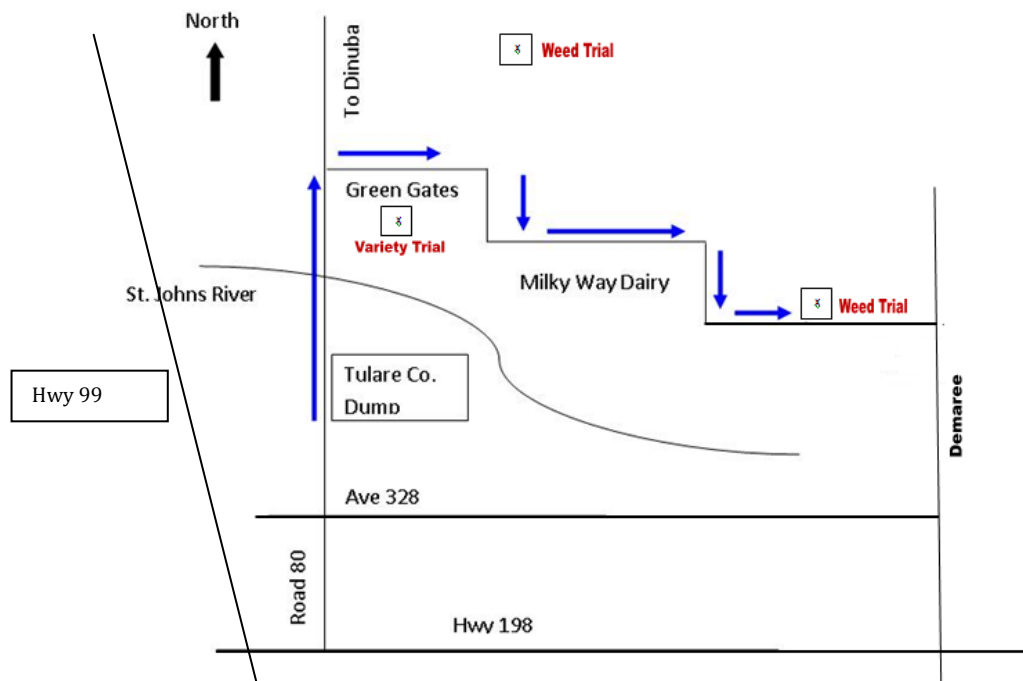 North
To Dinuba
Weed Trial
Green Gates
Variety Trial
St. Johns River
Milky Way Dairy
Weed Trial
Hwy 99
Tulare Co.
Dump
Demaree
Ave 328
Road 80
Hwy 198